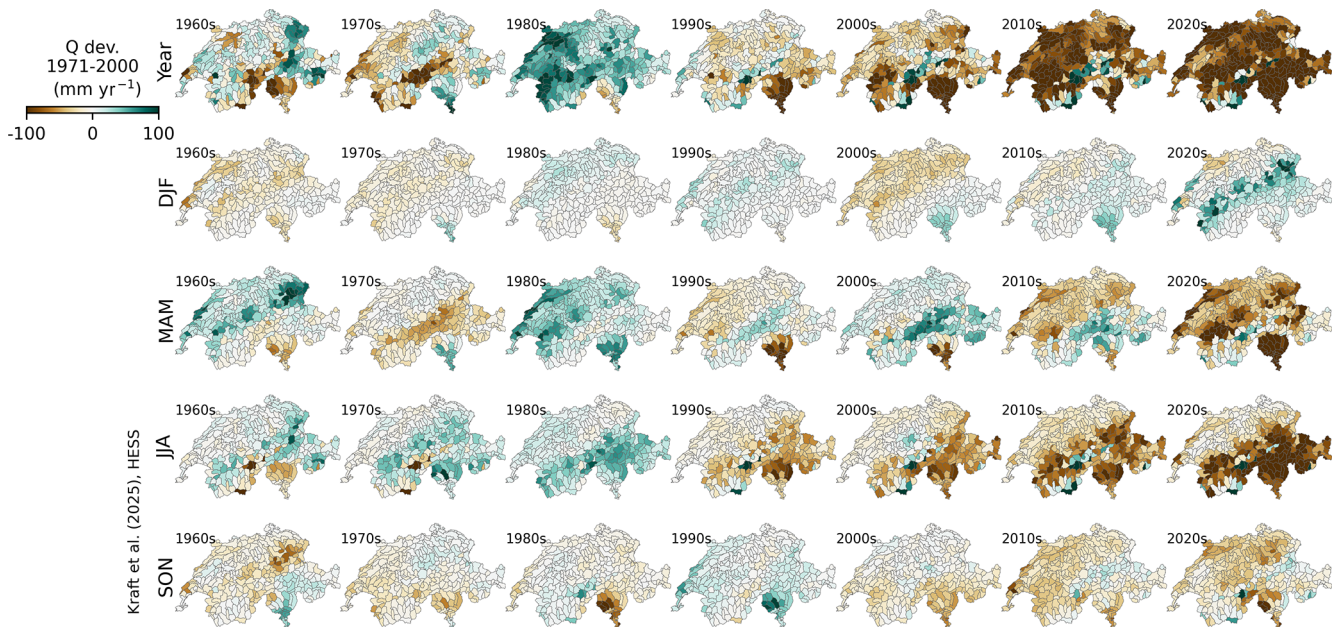 Q dev.
1971-2000
(mm yr⁻¹)
-100 0 100
Year
1960s 1970s 1980s 1990s 2000s 2010s 2020s
DJF
1960s 1970s 1980s 1990s 2000s 2010s 2020s
MAM
1960s 1970s 1980s 1990s 2000s 2010s 2020s
JJA
1960s 1970s 1980s 1990s 2000s 2010s 2020s
SON
1960s 1970s 1980s 1990s 2000s 2010s 2020s
Kraft et al. (2025), HESS